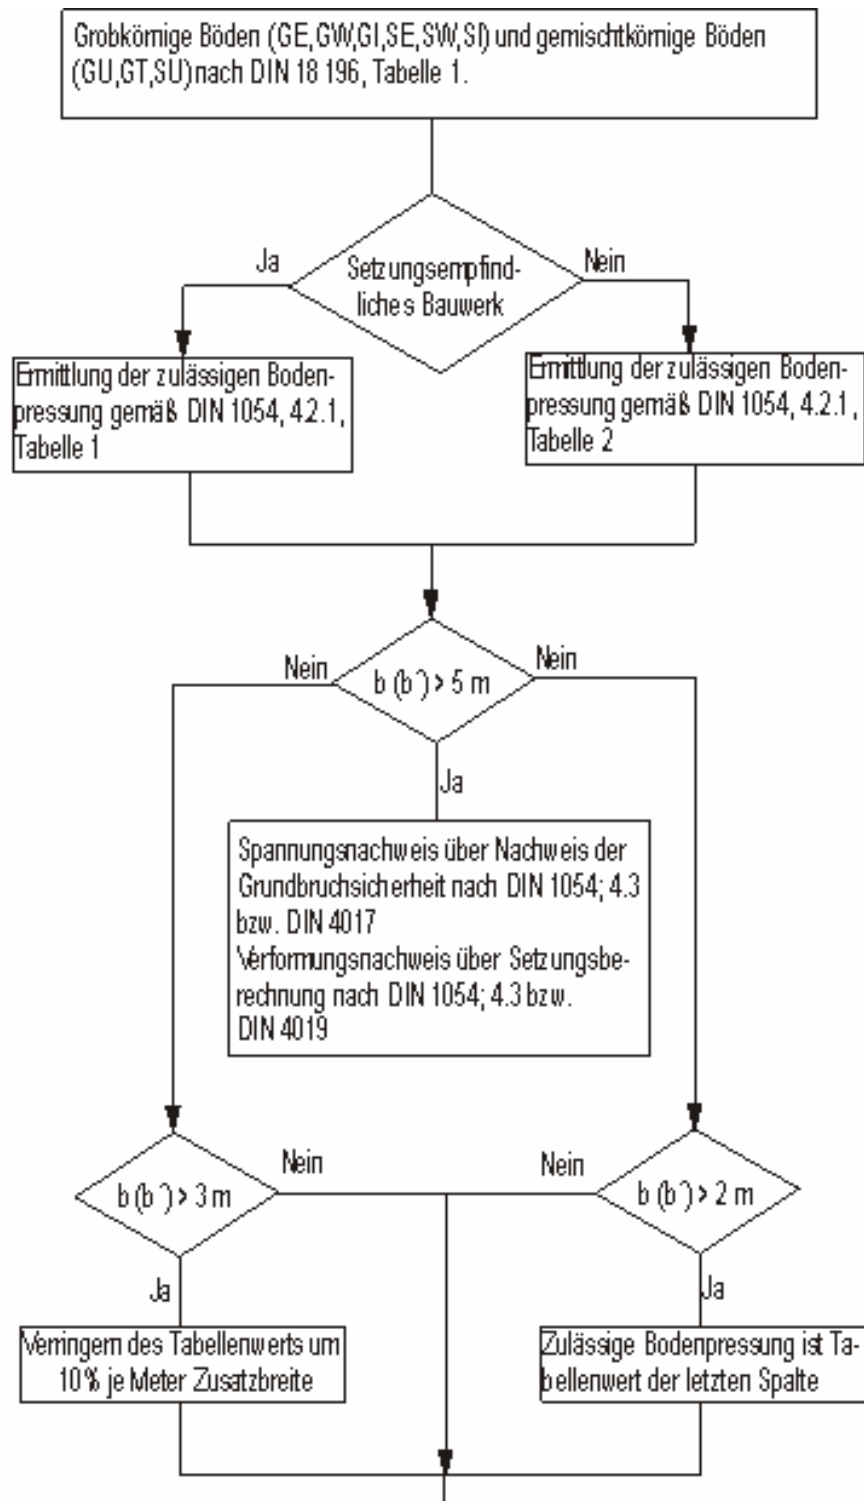 Grobkörnige Böden (GE,GW,GI,SE,SW,SI) und gemischtkörnige Böden
(GU,GT,SU) nach DIN 18 196, Tabelle 1.
Setzungsempfind-
liches Bauwerk
Ja
Nein
Ermittlung der zulässigen Boden-
pressung gemäß DIN 1054, 4.2.1,
Tabelle 1
Ermittlung der zulässigen Boden-
pressung gemäß DIN 1054, 4.2.1,
Tabelle 2
Nein
b (b´) > 5 m
Nein
Ja
Spannungsnachweis über Nachweis der
Grundbruchsicherheit nach DIN 1054; 4.3
bzw. DIN 4017
Verformungsnachweis über Setzungsbe-
rechnung nach DIN 1054; 4.3 bzw.
DIN 4019
b (b´) > 3 m
Nein
Nein
b (b´) > 2 m
Ja
Ja
Verringern des Tabellenwerts um
10% je Meter Zusatzbreite
Zulässige Bodenpressung ist Ta-
bellenwert der letzten Spalte